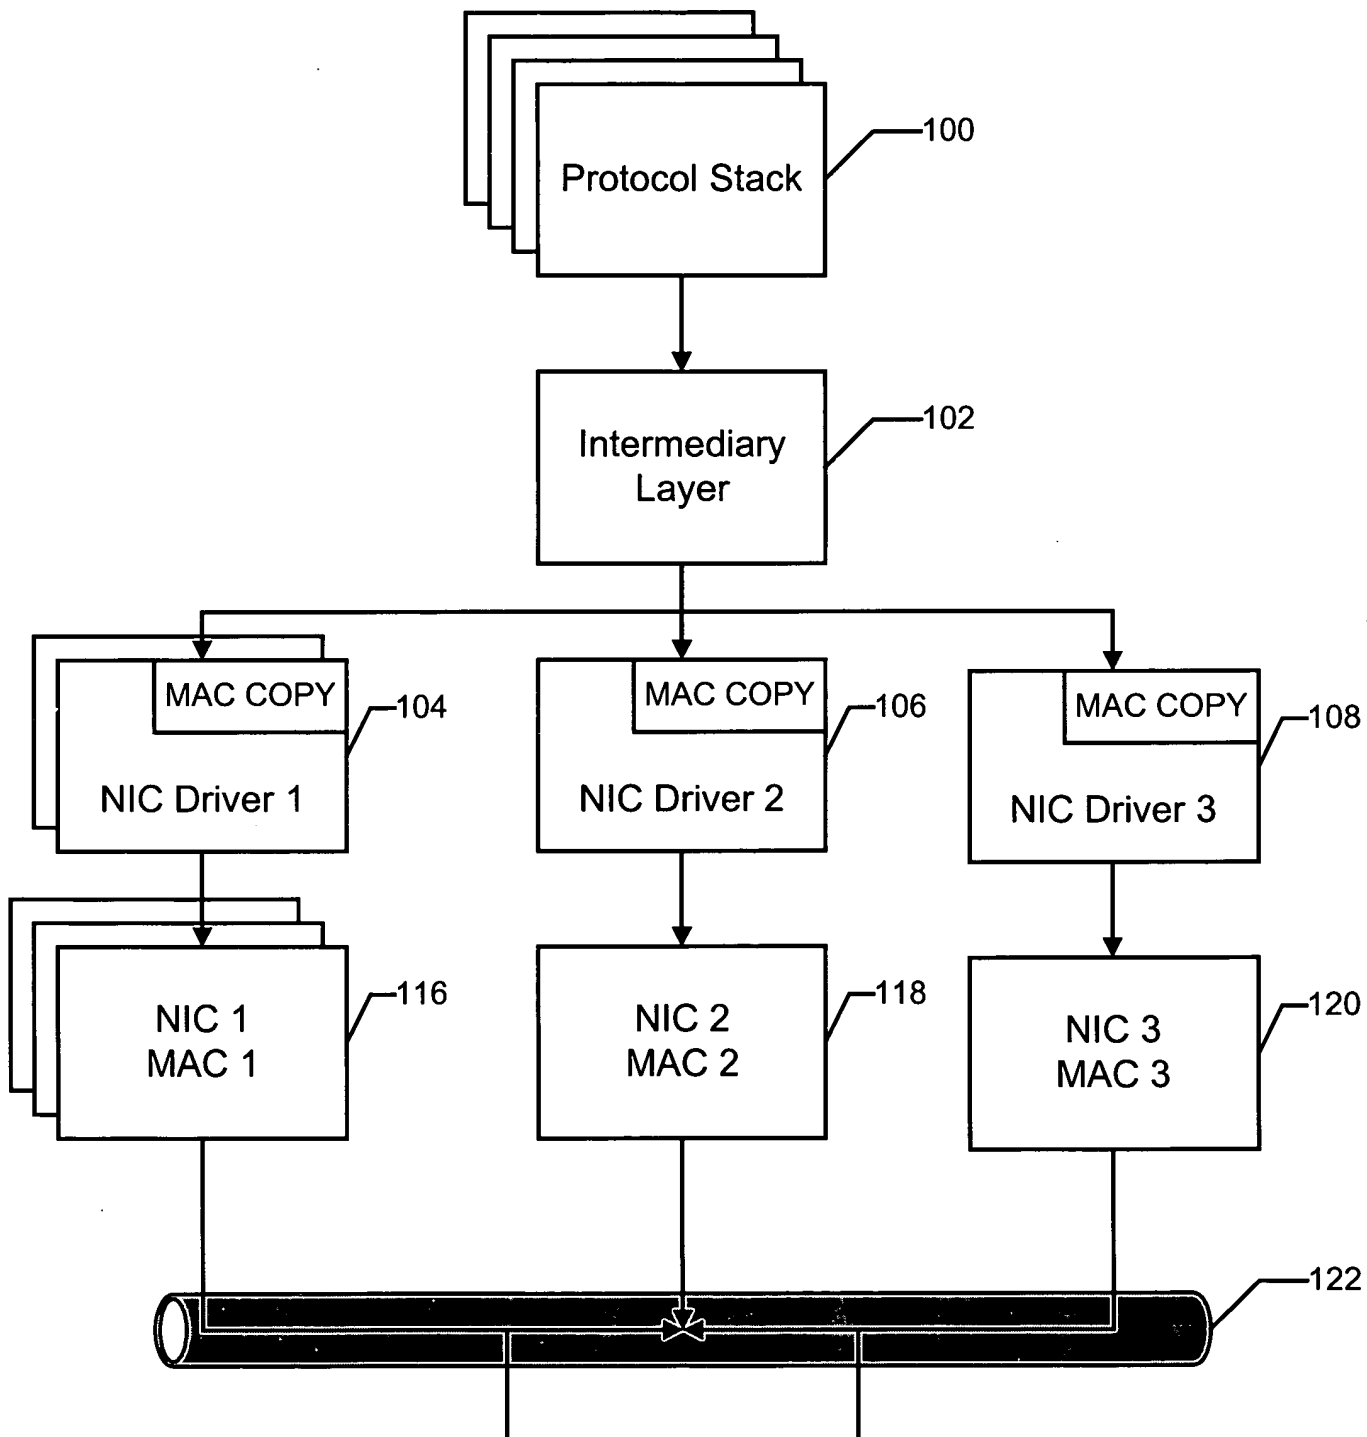 100
Protocol Stack
102
Intermediary
Layer
MAC COPY
104
NIC Driver 1
MAC COPY
106
NIC Driver 2
MAC COPY
108
NIC Driver 3
116
NIC 1
MAC 1
118
NIC 2
MAC 2
120
NIC 3
MAC 3
122